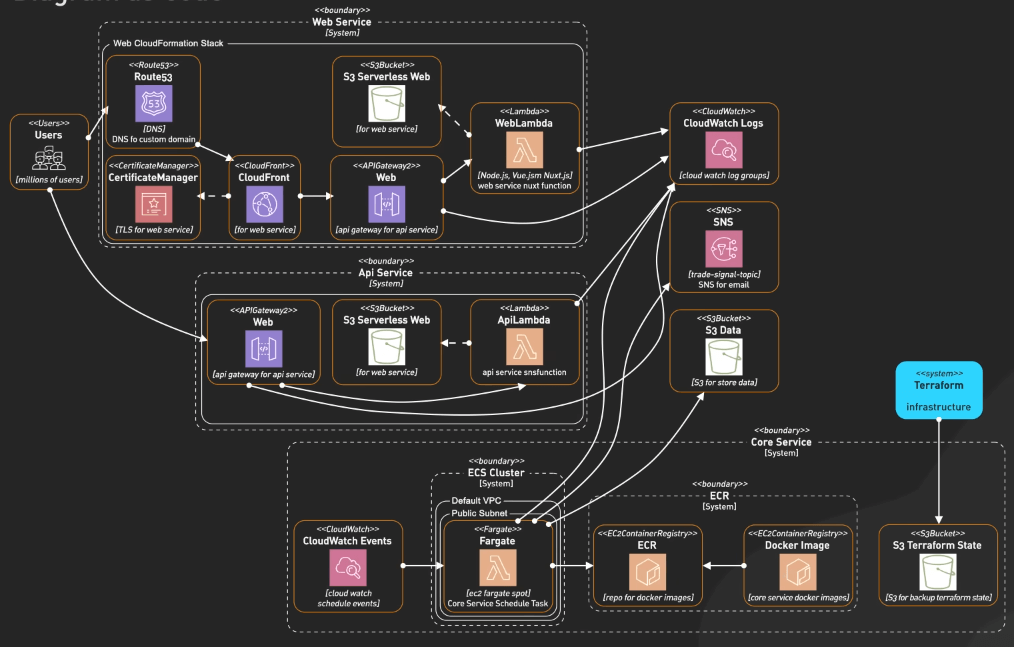 <<boundary>>
Web Service
[System]
Web CloudFormation Stack
<<Route53>>
Route53
53
[DNS]
DNS fo custom domain
<<S3Bucket>>
S3 Serverless Web
[for web service]
<<Lambda>>
WebLambda
[Node.js, Vue.jsm Nuxt.js]
web service nuxt function
<<CloudWatch>>
CloudWatch Logs
[cloud watch log groups]
<<Users>>
Users
[millions of users]
<<CertificateManager>>
CertificateManager
[TLS for web service]
<<CloudFront>>
CloudFront
[for web service]
<<APIGateway2>>
Web
[api gateway for api service]
<<SNS>>
SNS
[trade-signal-topic]
SNS for email
<<boundary>>
Api Service
[System]
<<APIGateway2>>
Web
[api gateway for api service]
<<S3Bucket>>
S3 Serverless Web
[for web service]
<<Lambda>>
ApiLambda
api service snsfunction
<<S3Bucket>>
S3 Data
[S3 for store data]
<<system>>
Terraform
infrastructure
<<boundary>>
Core Service
[System]
<<boundary>>
ECS Cluster
[System]
Default VPC
Public Subnet
<<boundary>>
ECR
[System]
<<CloudWatch>>
CloudWatch Events
[cloud watch
schedule events]
<<Fargate>>
Fargate
[ec2 fargate spot]
Core Service Schedule Task
<<EC2ContainerRegistry>>
ECR
[repo for docker images]
<<EC2ContainerRegistry>>
Docker Image
[core service docker images]
<<S3Bucket>>
S3 Terraform State
[S3 for backup terraform state]